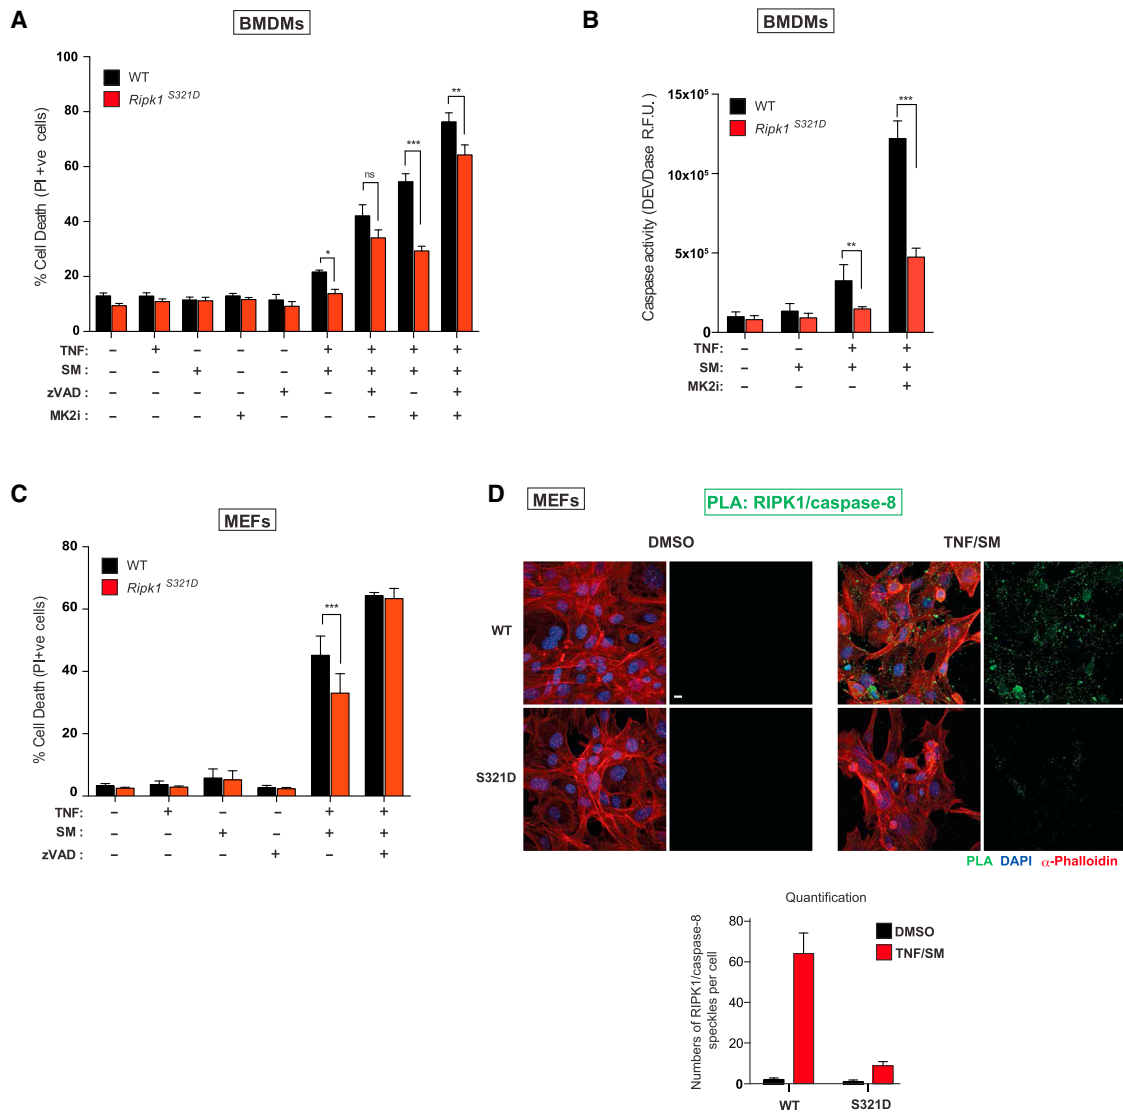 A
BMDMs
100
80
60
40
20
0
% Cell Death (PI +ve cells)
WT
Ripk1 S321D
*
ns
***
**
TNF: – + – – – + + + +
SM : – – + – – + + + +
zVAD : – – – – + – + – +
MK2i : – – – + – – – + +
B
BMDMs
15x10⁵
10x10⁵
5x10⁵
0
Caspase activity (DEVDase R.F.U. )
WT
Ripk1 S321D
**
***
TNF: – – + +
SM: – + + +
MK2i: – – – +
C
MEFs
80
60
40
20
0
% Cell Death (PI+ve cells)
WT
Ripk1 S321D
***
TNF: – + – – + +
SM : – – + – + +
zVAD : – – – + – +
D
MEFs
PLA: RIPK1/caspase-8
DMSO
TNF/SM
WT
S321D
PLA DAPI α-Phalloidin
Quantification
80
60
40
20
0
Numbers of RIPK1/caspase-8
speckles per cell
DMSO
TNF/SM
WT
S321D